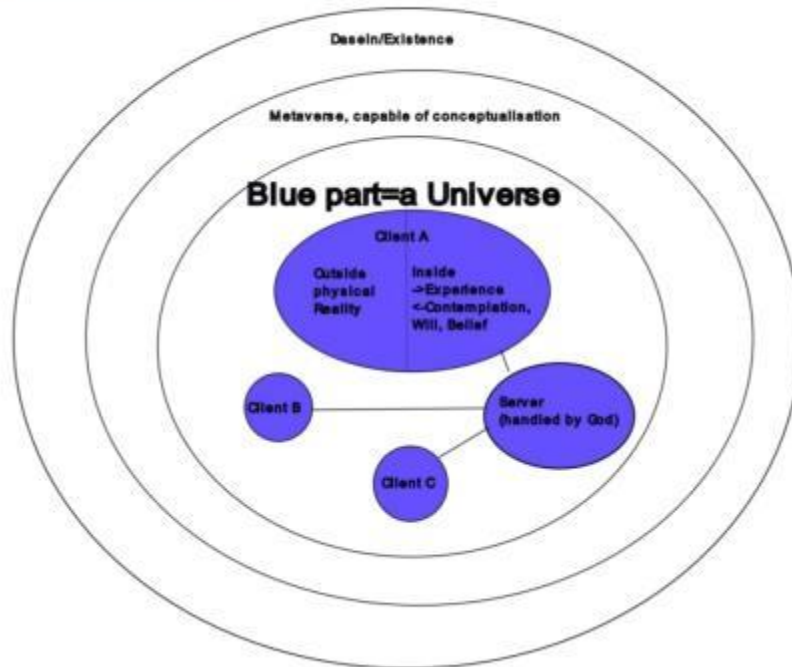 Dasein/Existence
Metaverse, capable of conceptualisation
Blue part=a Universe
Client A
Outside
physical
Reality
Inside
->Experience
<-Contemplation,
Will, Belief
Client B
Server
(handled by God)
Client C